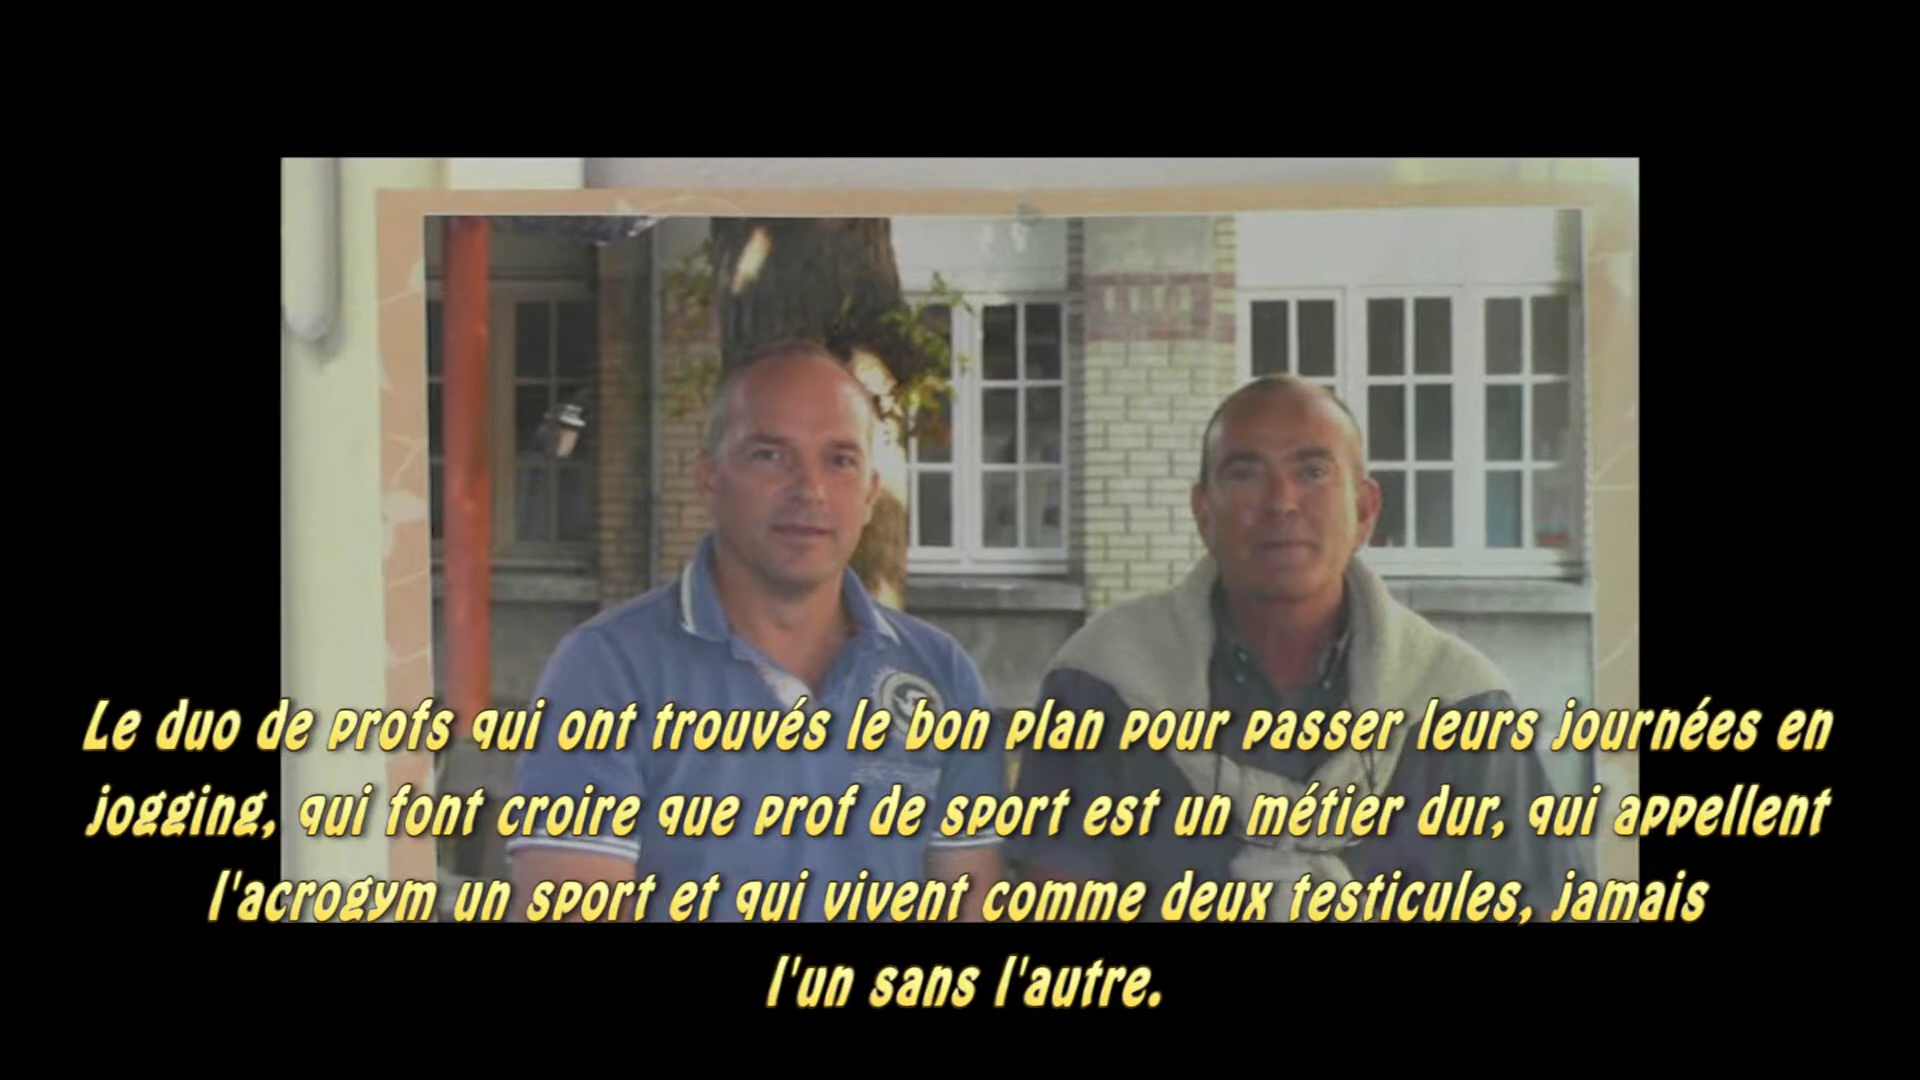 Le duo de profs qui ont trouvés le bon plan pour passer leurs journées en
jogging, qui font croire que prof de sport est un métier dur, qui appellent
l'acrogym un sport et qui vivent comme deux testicules, jamais
l'un sans l'autre.